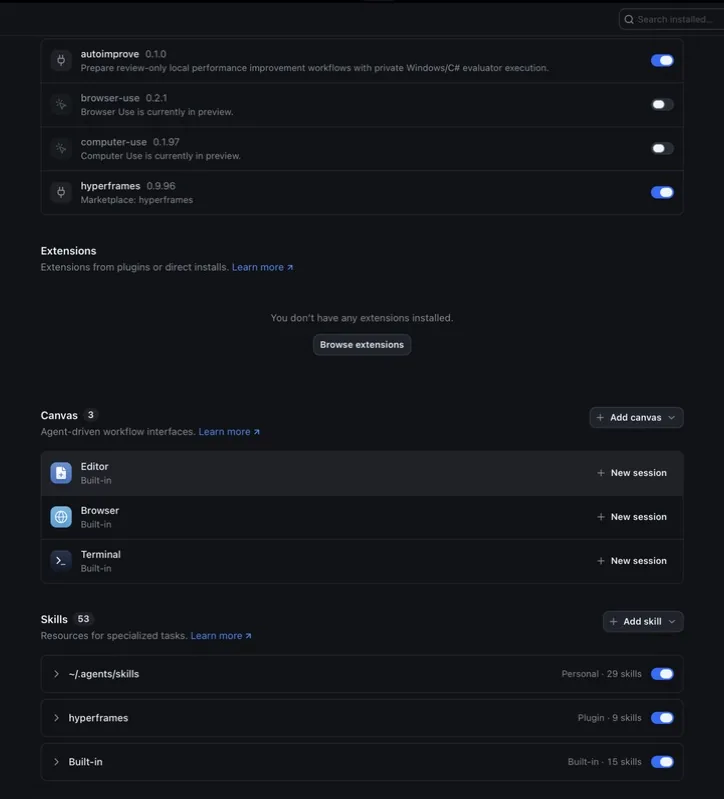 Search installed...
autoimprove 0.1.0
Prepare review-only local performance improvement workflows with private Windows/C# evaluator execution.
browser-use 0.2.1
Browser Use is currently in preview.
computer-use 0.1.97
Computer Use is currently in preview.
hyperframes 0.9.96
Marketplace: hyperframes
Extensions
Extensions from plugins or direct installs. Learn more ↗
You don't have any extensions installed.
Browse extensions
Canvas 3
+ Add canvas
Agent-driven workflow interfaces. Learn more ↗
Editor
Built-in
+ New session
Browser
Built-in
+ New session
Terminal
Built-in
+ New session
Skills 53
+ Add skill
Resources for specialized tasks. Learn more ↗
~/.agents/skills
Personal · 29 skills
hyperframes
Plugin · 9 skills
Built-in
Built-in · 15 skills